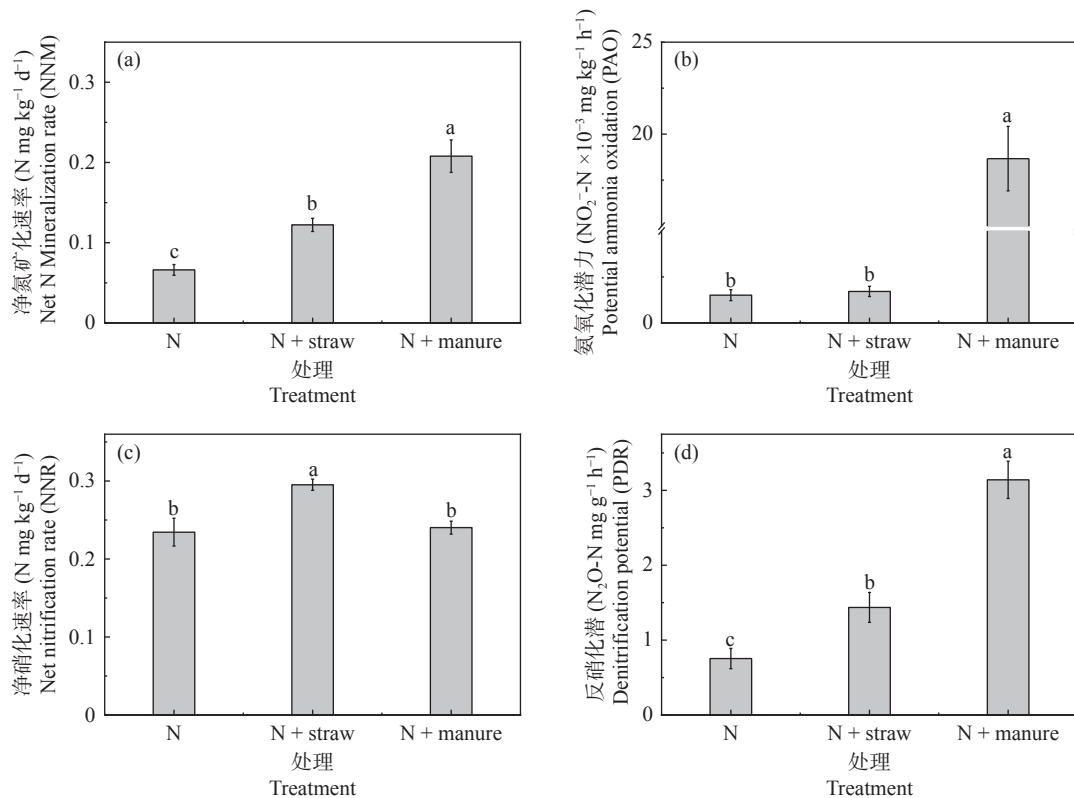 (a)
净氮矿化速率 (N mg kg⁻¹ d⁻¹)
Net N Mineralization rate (NNM)
0.3
0.2
0.1
0
c
b
a
N
N + straw
N + manure
处理
Treatment
(b)
氨氧化潜力 (NO₂⁻-N ×10⁻³ mg kg⁻¹ h⁻¹)
Potential ammonia oxidation (PAO)
25
20
0
b
b
a
N
N + straw
N + manure
处理
Treatment
(c)
净硝化速率 (N mg kg⁻¹ d⁻¹)
Net nitrification rate (NNR)
0.3
0.2
0.1
0
b
a
b
N
N + straw
N + manure
处理
Treatment
(d)
反硝化潜 (N₂O-N mg g⁻¹ h⁻¹)
Denitrification potential (PDR)
3
2
1
0
c
b
a
N
N + straw
N + manure
处理
Treatment